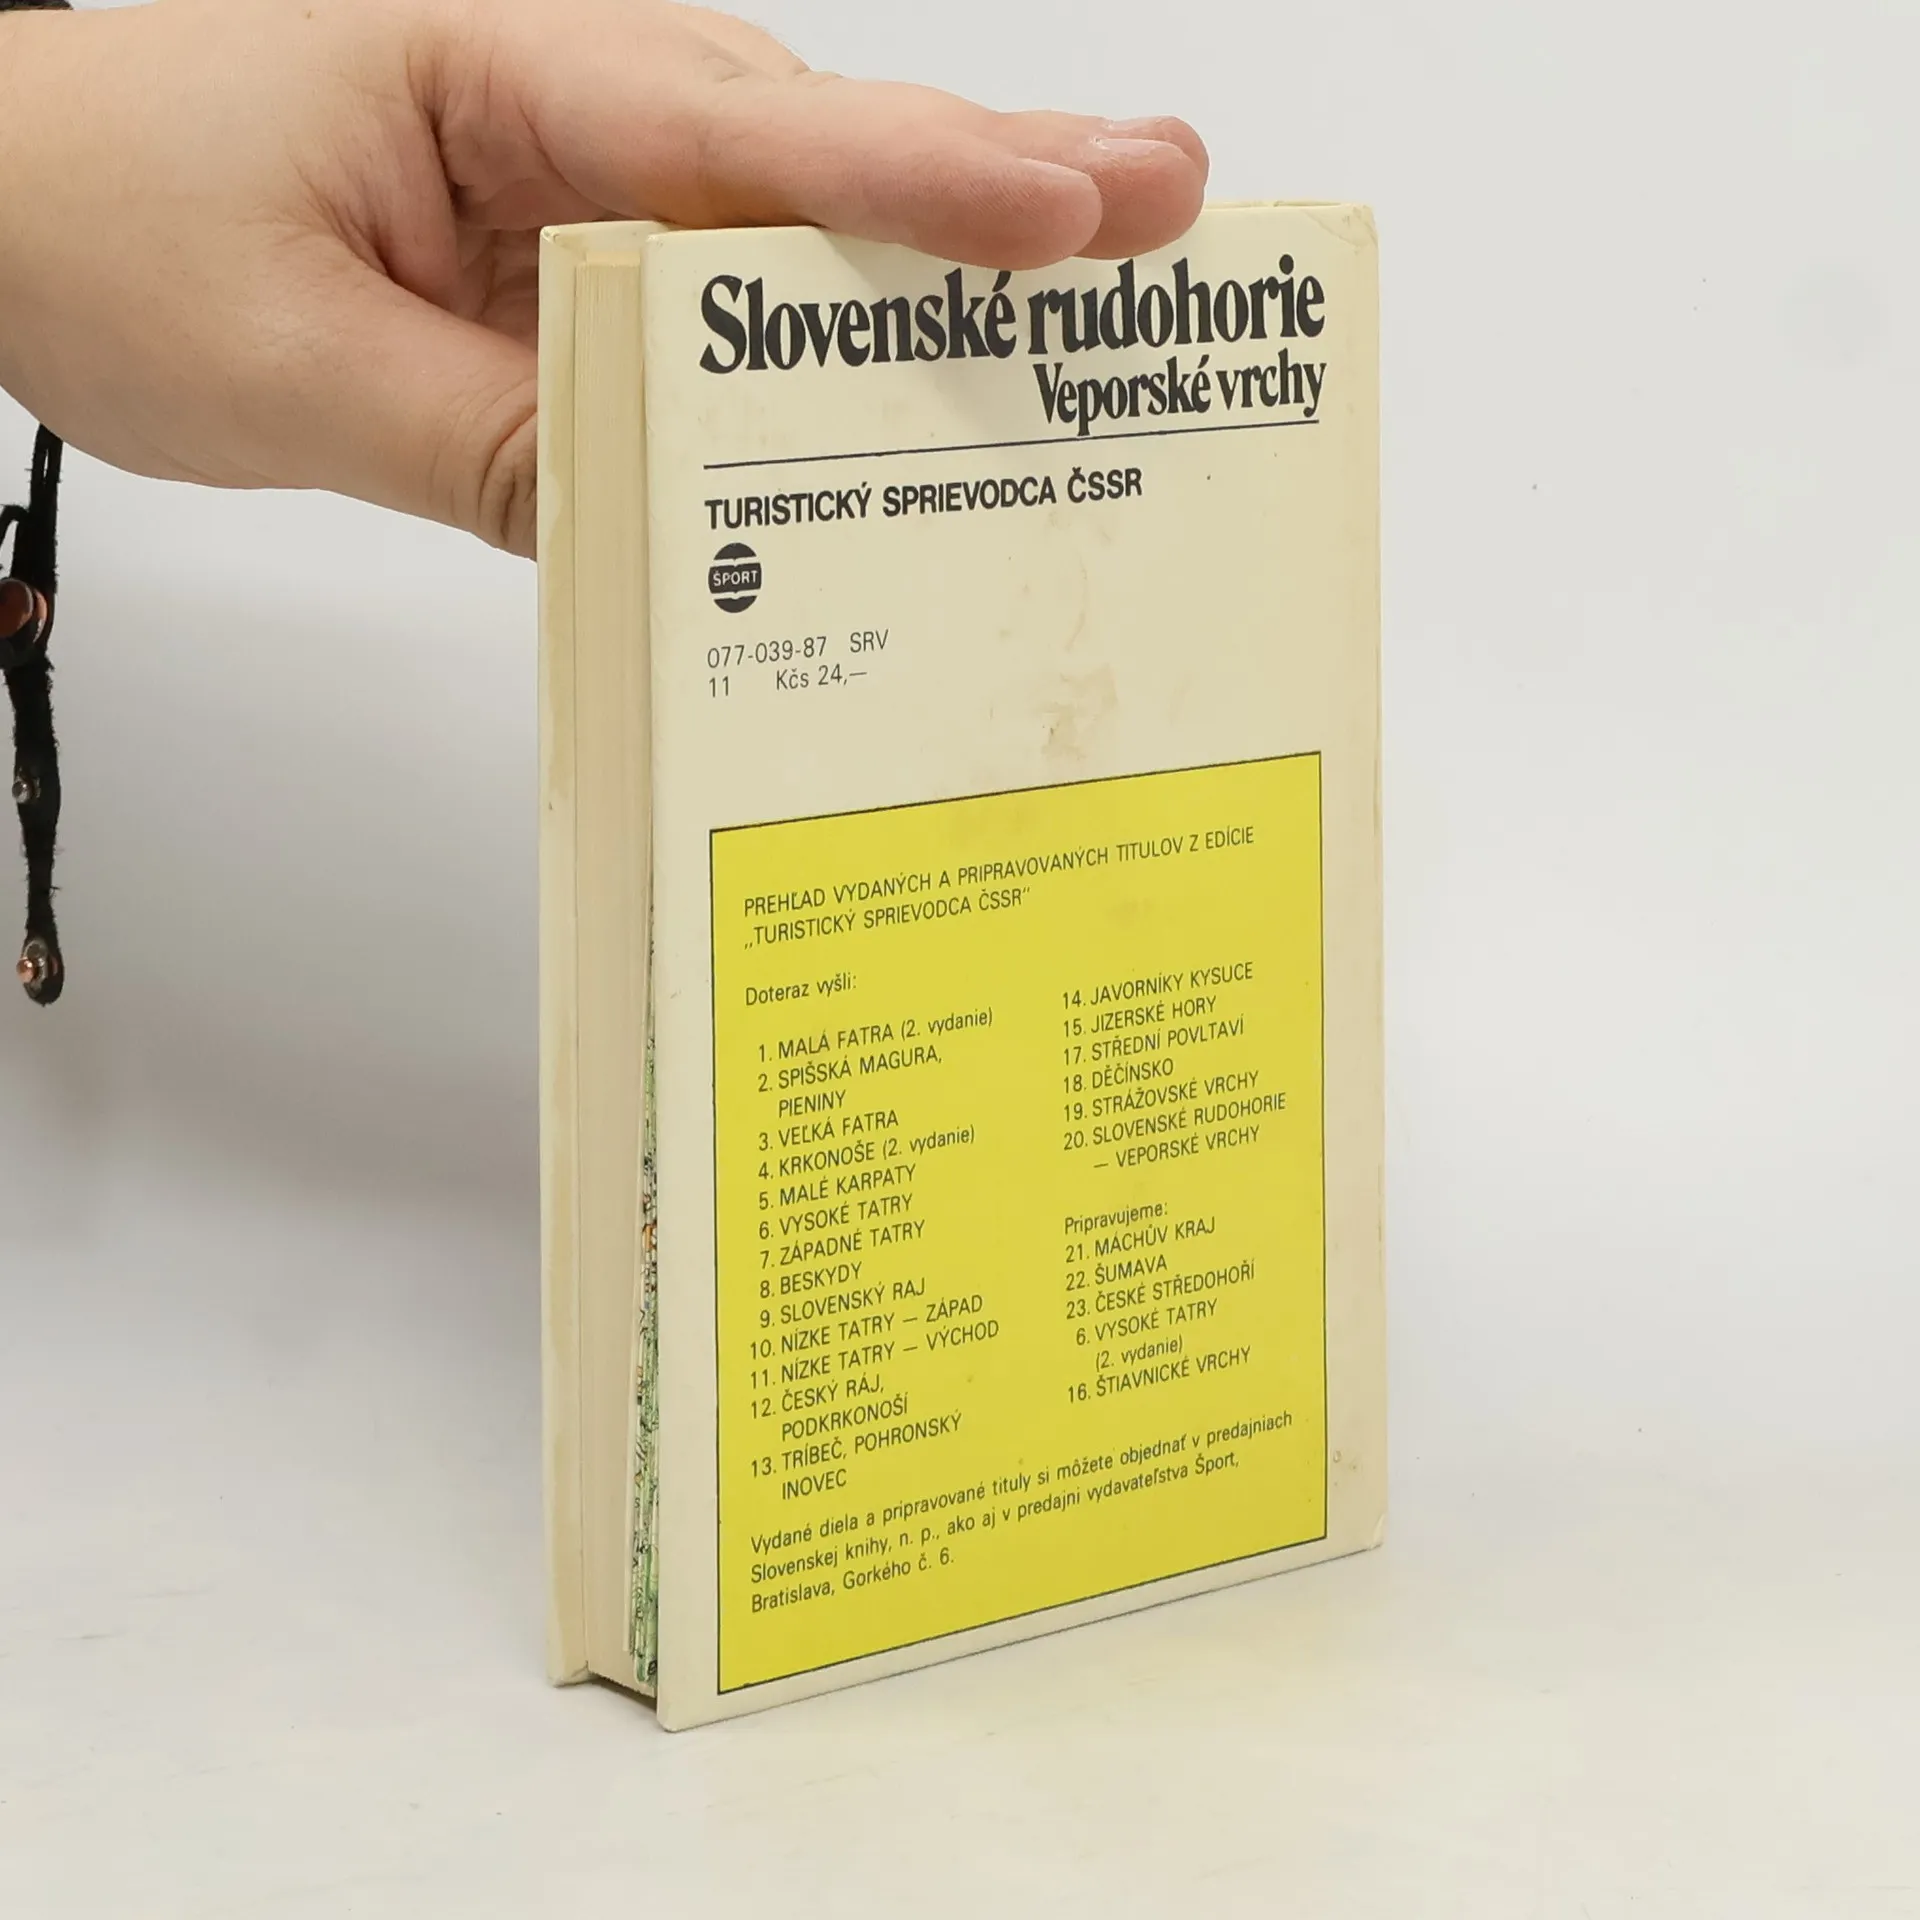 Slovenské rudohorie
Veporské vrchy
TURISTICKÝ SPRIEVODCA ČSSR
ŠPORT
077-039-87 SRV
11 Kčs 24,—
PREHĽAD VYDANÝCH A PRIPRAVOVANÝCH TITULOV Z EDÍCIE
„TURISTICKÝ SPRIEVODCA ČSSR"
Doteraz vyšli:
1. MALÁ FATRA (2. vydanie)
2. SPIŠSKÁ MAGURA,
PIENINY
3. VEĽKÁ FATRA
4. KRKONOŠE (2. vydanie)
5. MALÉ KARPATY
6. VYSOKÉ TATRY
7. ZÁPADNÉ TATRY
8. BESKYDY
9. SLOVENSKÝ RAJ
10. NÍZKE TATRY — ZÁPAD
11. NÍZKE TATRY — VÝCHOD
12. ČESKÝ RÁJ,
PODKRKONOŠÍ
13. TRÍBEČ, POHRONSKÝ
INOVEC
14. JAVORNÍKY KYSUCE
15. JIZERSKÉ HORY
17. STŘEDNÍ POVLTAVÍ
18. DĚČÍNSKO
19. STRÁŽOVSKÉ VRCHY
20. SLOVENSKÉ RUDOHORIE
— VEPORSKÉ VRCHY
Pripravujeme:
21. MÁCHŮV KRAJ
22. ŠUMAVA
23. ČESKÉ STŘEDOHOŘÍ
6. VYSOKÉ TATRY
(2. vydanie)
16. ŠTIAVNICKÉ VRCHY
Vydané diela a pripravované tituly si môžete objednať v predajniach
Slovenskej knihy, n. p., ako aj v predajni vydavateľstva Šport,
Bratislava, Gorkého č. 6.